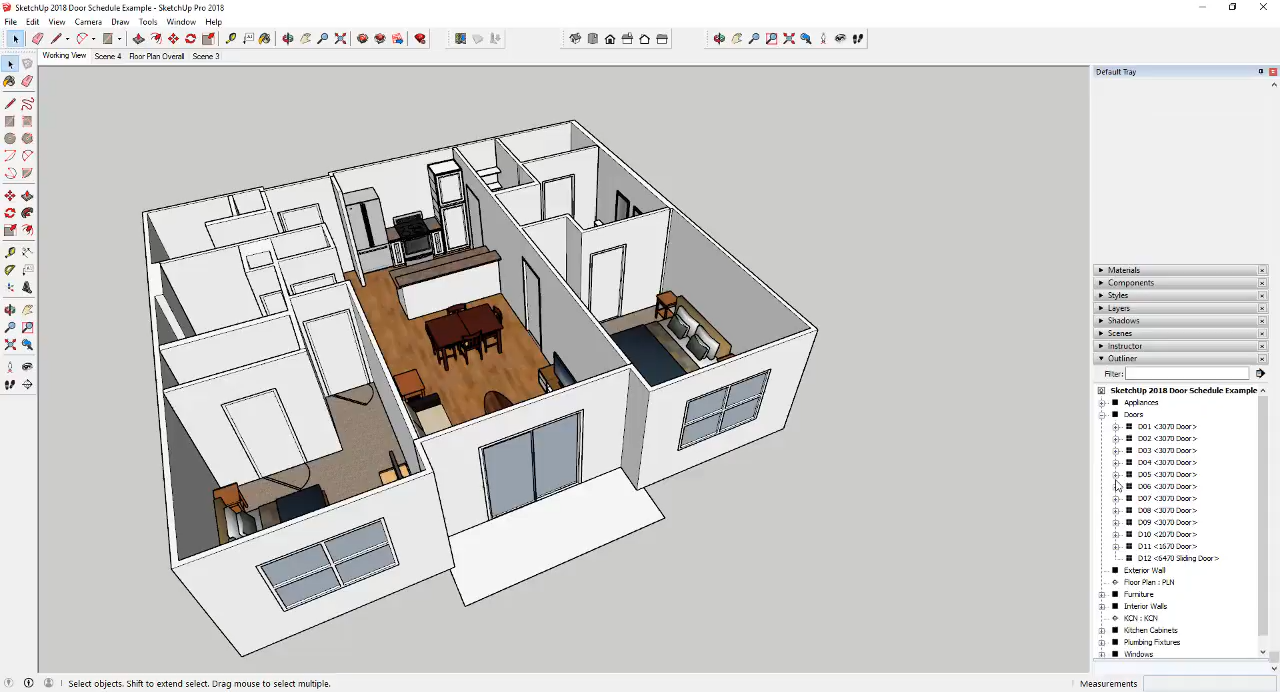 SketchUp 2018 Door Schedule Example - SketchUp Pro 2018
File Edit View Camera Draw Tools Window Help
Working View Scene 4 Floor Plan Overall Scene 3
Default Tray
Materials
Components
Styles
Layers
Shadows
Scenes
Instructor
Outliner
Filter:
SketchUp 2018 Door Schedule Example
Appliances
Doors
D01 <3070 Door>
D02 <3070 Door>
D03 <3070 Door>
D04 <3070 Door>
D05 <3070 Door>
D06 <3070 Door>
D07 <3070 Door>
D08 <3070 Door>
D09 <3070 Door>
D10 <2070 Door>
D11 <1670 Door>
D12 <6470 Sliding Door>
Exterior Wall
Floor Plan : PLN
Furniture
Interior Walls
KCN : KCN
Kitchen Cabinets
Plumbing Fixtures
Windows
Select objects. Shift to extend select. Drag mouse to select multiple.
Measurements